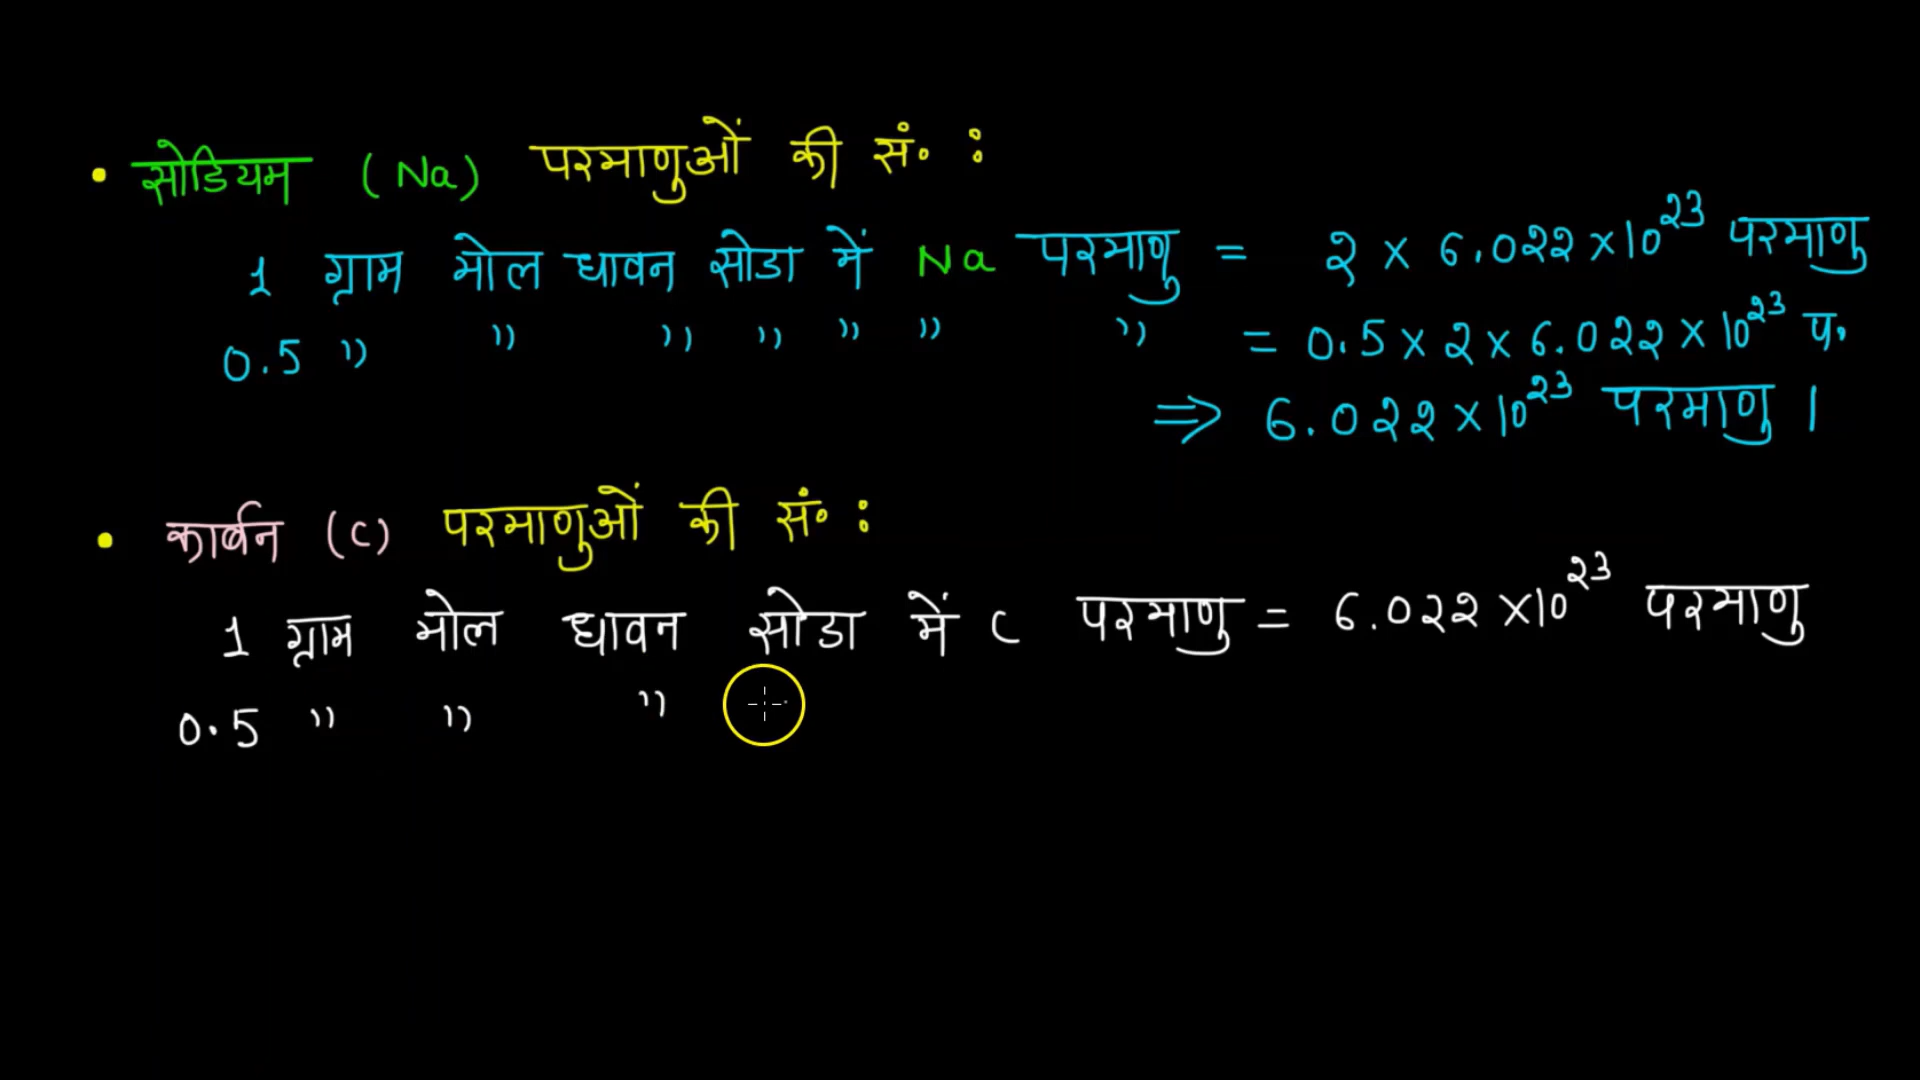 • सोडियम (Na) परमाणुओं की सं. :
1 ग्राम मोल धावन सोडा में Na परमाणु = 2 × 6.022 × 10²³ परमाणु
0.5 " " " " " " " = 0.5 × 2 × 6.022 × 10²³ प.
⇒ 6.022 × 10²³ परमाणु ।
• कार्बन (C) परमाणुओं की सं. :
1 ग्राम मोल धावन सोडा में C परमाणु = 6.022 × 10²³ परमाणु
0.5 " " "